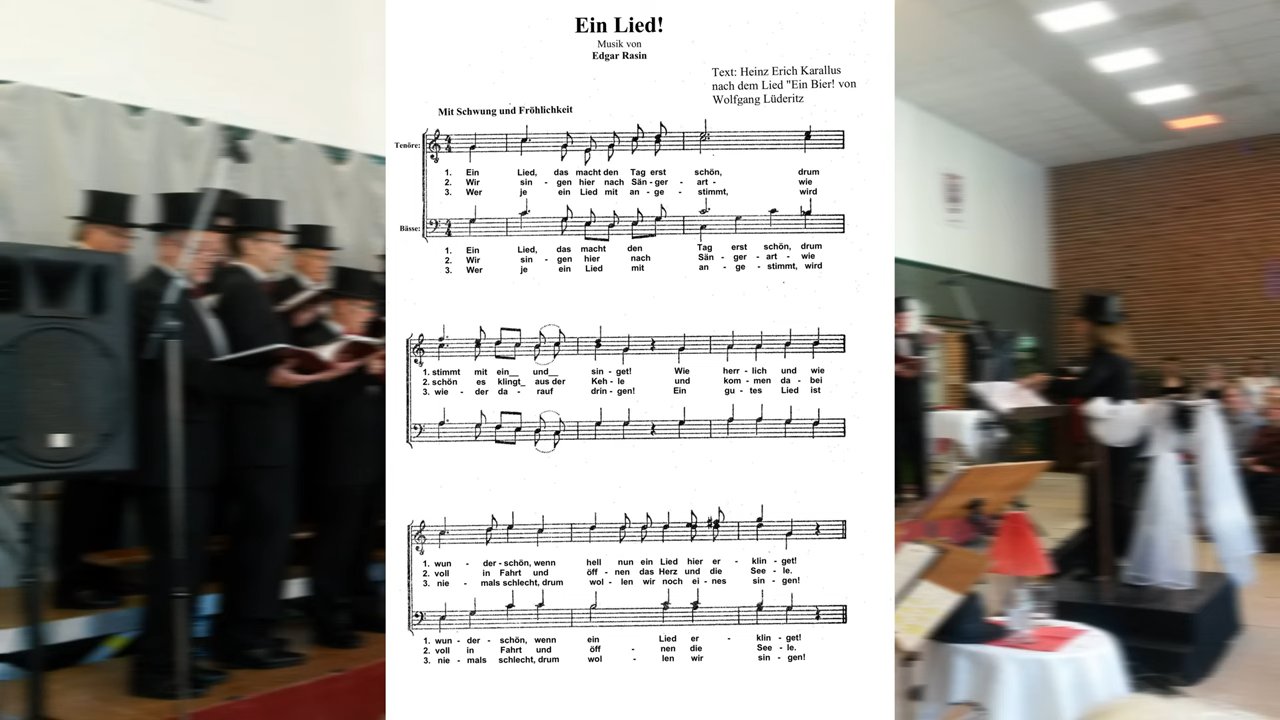 Ein Lied!
Musik von
Edgar Rasin
Text: Heinz Erich Karallus
nach dem Lied "Ein Bier! von
Wolfgang Lüderitz
Mit Schwung und Fröhlichkeit
Tenöre:
1. Ein Lied, das macht den Tag erst schön, drum
2. Wir sin - gen hier nach Sän - ger - art - wie
3. Wer je ein Lied mit an - ge - stimmt, wird
Bässe:
1. Ein Lied, das macht den Tag erst schön, drum
2. Wir sin - gen hier nach Sän - ger - art - wie
3. Wer je ein Lied mit an - ge - stimmt, wird
1. stimmt mit ein__ und__ sin - get! Wie herr - lich und wie
2. schön es klingt_ aus der Keh - le und kom - men da - bei
3. wie - der da - rauf drin - gen! Ein gu - tes Lied ist
1. wun - der - schön, wenn hell nun ein Lied hier er - klin - get!
2. voll in Fahrt und öff - nen das Herz und die See - le.
3. nie - mals schlecht, drum wol - len wir noch ei - nes sin - gen!
1. wun - der - schön, wenn ein Lied er - klin - get!
2. voll in Fahrt und öff - nen die See - le.
3. nie - mals schlecht, drum wol - len wir sin - gen!